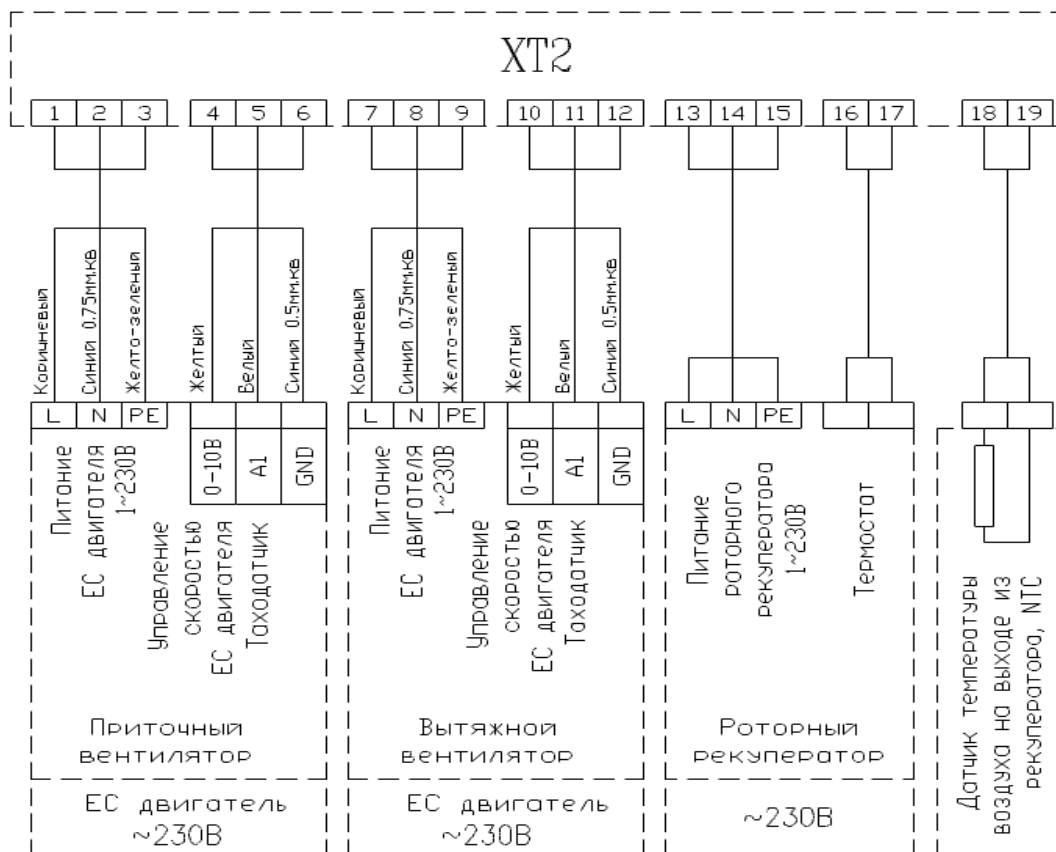 XT2
1 2 3 4 5 6 7 8 9 10 11 12 13 14 15 16 17 18 19
Коричневый
Синий 0.75мм.кв
Желто-зеленый
Желтый
Белый
Синий 0.5мм.кв
Коричневый
Синий 0.75мм.кв
Желто-зеленый
Желтый
Белый
Синий 0.5мм.кв
L N PE L N PE L N PE
0-10В
A1
GND
0-10В
A1
GND
Питание
ЕС двигателя
1~230В
Управление
скоростью
ЕС двигателя
Таходатчик
Питание
ЕС двигателя
1~230В
Управление
скоростью
ЕС двигателя
Таходатчик
Питание
роторного
рекуператора
1~230В
Термостат
Датчик температуры
воздуха на выходе из
рекуператора, NTC
Приточный
вентилятор
Вытяжной
вентилятор
Роторный
рекуператор
ЕС двигатель
~230В
ЕС двигатель
~230В
~230В